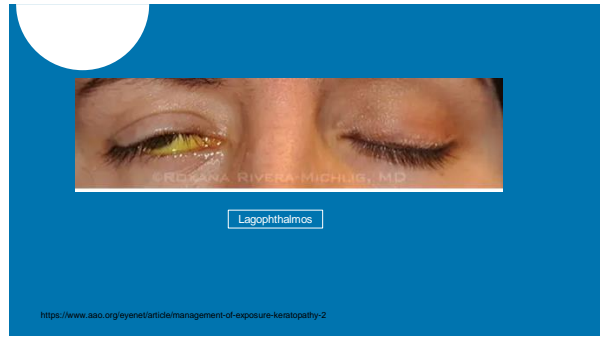 ©Roxana Rivera-Michlig, MD
Lagophthalmos
https://www.aao.org/eyenet/article/management-of-exposure-keratopathy-2